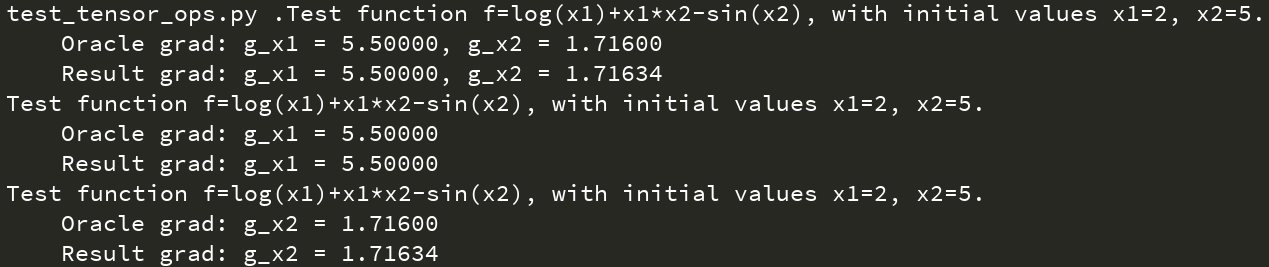 test_tensor_ops.py .Test function f=log(x1)+x1*x2-sin(x2), with initial values x1=2, x2=5.
Oracle grad: g_x1 = 5.50000, g_x2 = 1.71600
Result grad: g_x1 = 5.50000, g_x2 = 1.71634
Test function f=log(x1)+x1*x2-sin(x2), with initial values x1=2, x2=5.
Oracle grad: g_x1 = 5.50000
Result grad: g_x1 = 5.50000
Test function f=log(x1)+x1*x2-sin(x2), with initial values x1=2, x2=5.
Oracle grad: g_x2 = 1.71600
Result grad: g_x2 = 1.71634